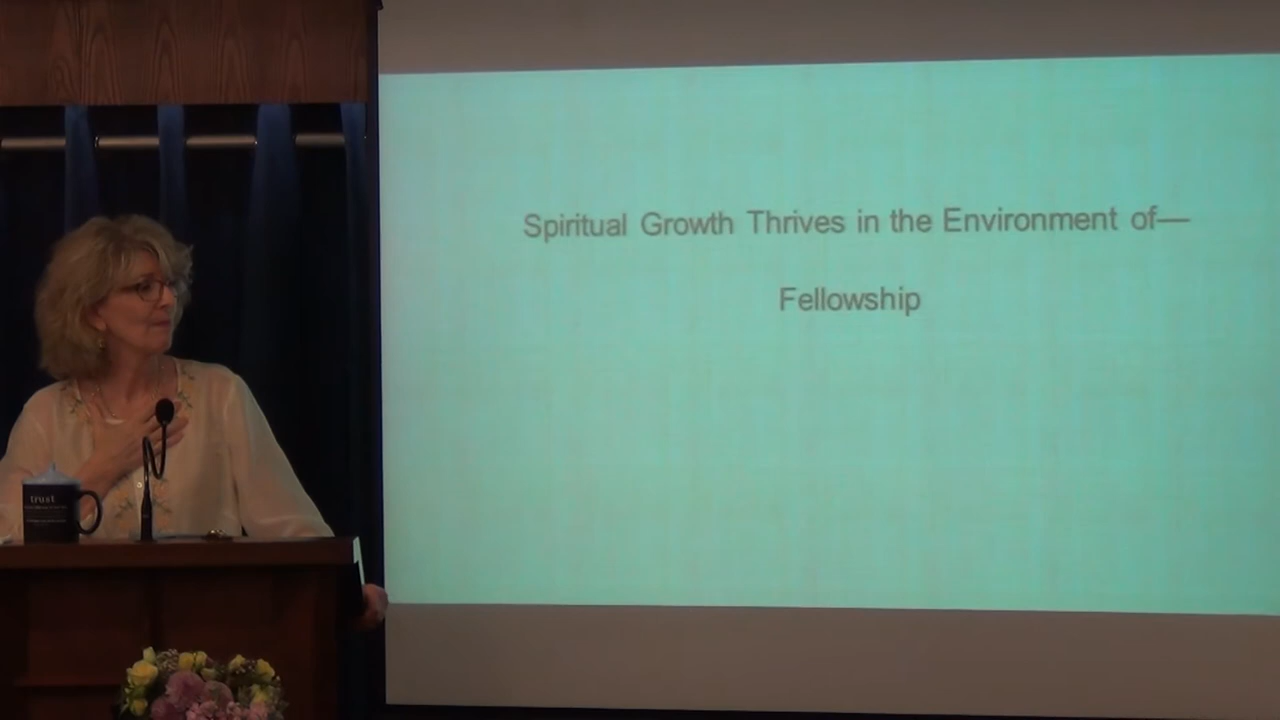 Spiritual Growth Thrives in the Environment of—
Fellowship
trust